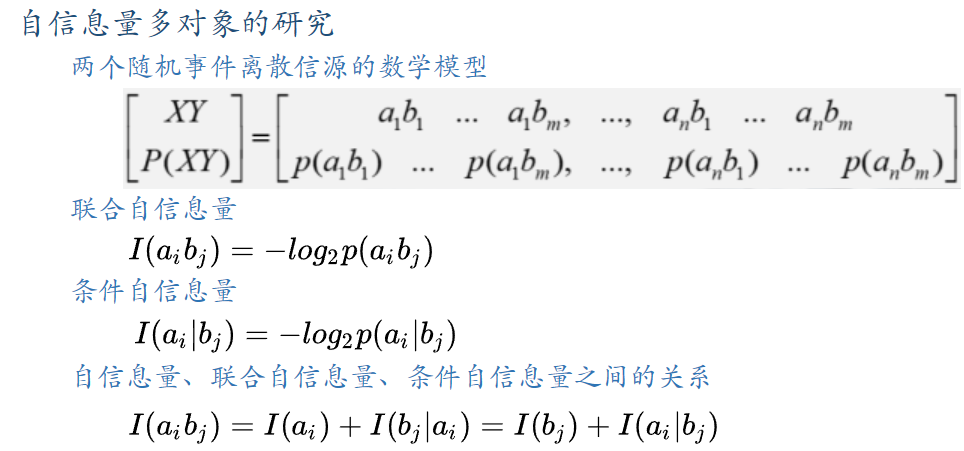 自信息量多对象的研究
两个随机事件离散信源的数学模型
[XY P(XY)] = [a₁b₁ ... a₁bₘ, ..., aₙb₁ ... aₙbₘ
p(a₁b₁) ... p(a₁bₘ), ..., p(aₙb₁) ... p(aₙbₘ)]
联合自信息量
I(aᵢbⱼ) = −log₂p(aᵢbⱼ)
条件自信息量
I(aᵢ|bⱼ) = −log₂p(aᵢ|bⱼ)
自信息量、联合自信息量、条件自信息量之间的关系
I(aᵢbⱼ) = I(aᵢ) + I(bⱼ|aᵢ) = I(bⱼ) + I(aᵢ|bⱼ)